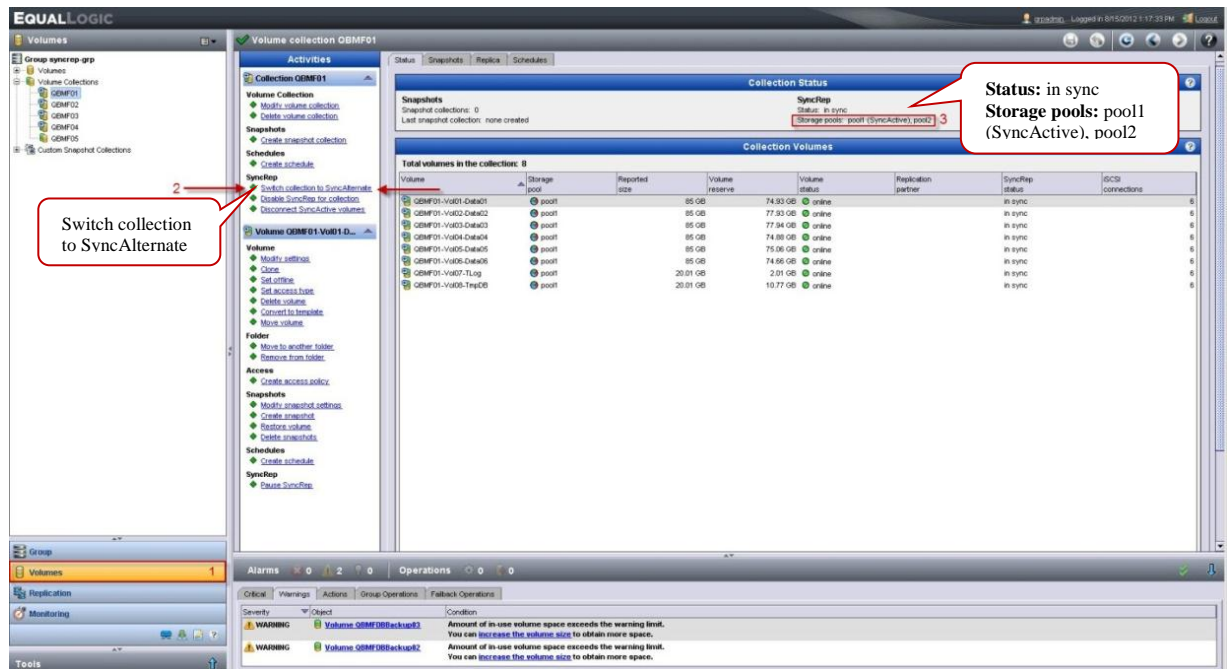 EQUALLOGIC
grpadmin Logged in 8/15/2012 1:17:33 PM Logout
Volumes
Group syncrep-grp
Volumes
Volume Collections
QBMF01
QBMF02
QBMF03
QBMF04
QBMF05
Custom Snapshot Collections
Group
Volumes 1
Replication
Monitoring
Tools
Volume collection QBMF01
Activities
Collection QBMF01
Volume Collection
Modify volume collection
Delete volume collection
Snapshots
Create snapshot collection
Schedules
Create schedule
SyncRep
2
Switch collection to SyncAlternate
Disable SyncRep for collection
Disconnect SyncActive volumes
Switch collection
to SyncAlternate
Volume QBMF01-Vol01-D...
Volume
Modify settings
Clone
Set offline
Set access type
Delete volume
Convert to template
Move volume
Folder
Move to another folder
Remove from folder
Access
Create access policy
Snapshots
Modify snapshot settings
Create snapshot
Restore volume
Delete snapshots
Schedules
Create schedule
SyncRep
Pause SyncRep
Status Snapshots Replica Schedules
Collection Status
Snapshots
Snapshot collections: 0
Last snapshot collection: none created
SyncRep
Status: in sync
Storage pools: pool1 (SyncActive), pool2 3
Status: in sync
Storage pools: pool1
(SyncActive), pool2
Collection Volumes
Total volumes in the collection: 8
Volume Storage pool Reported size Volume reserve Volume status Replication partner SyncRep status iSCSI connections
QBMF01-Vol01-Data01 pool1 85 GB 74.93 GB online in sync 6
QBMF01-Vol02-Data02 pool1 85 GB 77.93 GB online in sync 6
QBMF01-Vol03-Data03 pool1 85 GB 77.94 GB online in sync 6
QBMF01-Vol04-Data04 pool1 85 GB 74.88 GB online in sync 6
QBMF01-Vol05-Data05 pool1 85 GB 75.06 GB online in sync 6
QBMF01-Vol06-Data06 pool1 85 GB 74.66 GB online in sync 6
QBMF01-Vol07-TLog pool1 20.01 GB 2.01 GB online in sync 6
QBMF01-Vol08-TmpDB pool1 20.01 GB 10.77 GB online in sync 6
Alarms 0 2 0 Operations 0 0
Critical Warnings Actions Group Operations Failback Operations
Severity Object Condition
WARNING Volume QBMFDBBackup03 Amount of in-use volume space exceeds the warning limit.
You can increase the volume size to obtain more space.
WARNING Volume QBMFDBBackup02 Amount of in-use volume space exceeds the warning limit.
You can increase the volume size to obtain more space.